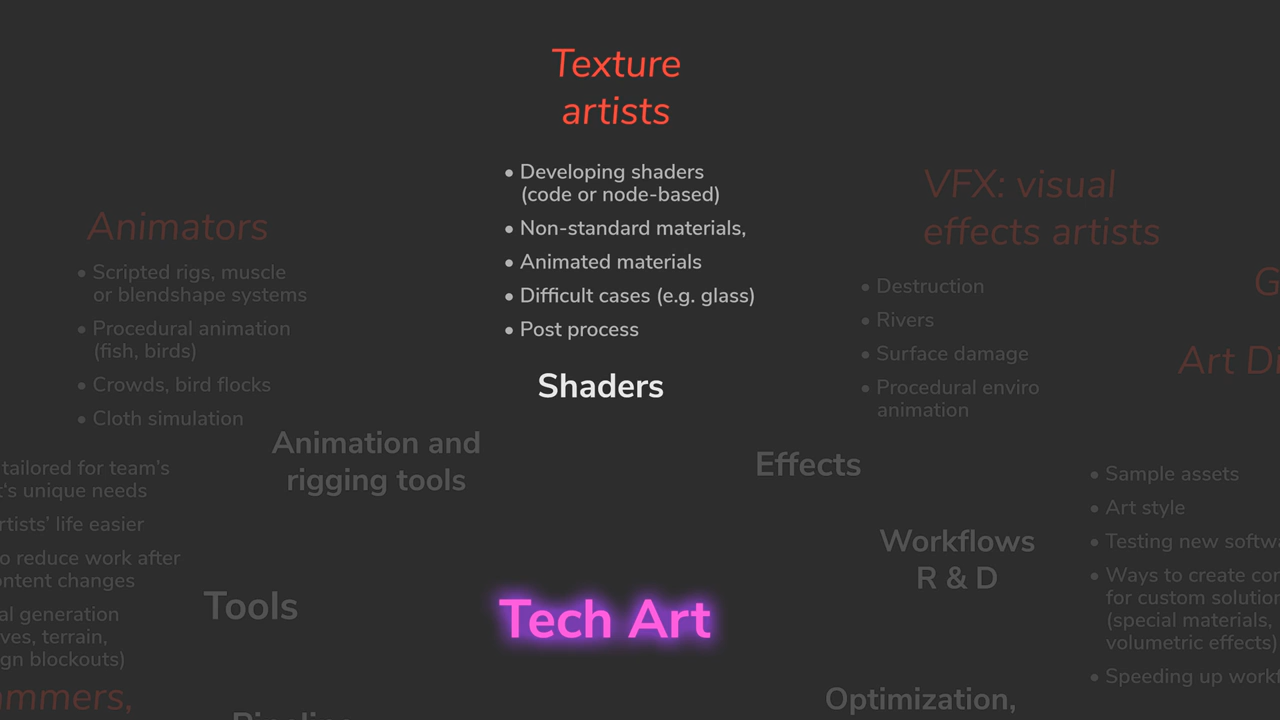 Texture
artists
• Developing shaders
(code or node-based)
• Non-standard materials,
• Animated materials
• Difficult cases (e.g. glass)
• Post process
Shaders
Animators
• Scripted rigs, muscle
or blendshape systems
• Procedural animation
(fish, birds)
• Crowds, bird flocks
• Cloth simulation
Animation and
rigging tools
VFX: visual
effects artists
• Destruction
• Rivers
• Surface damage
• Procedural enviro
animation
Effects
G
Art Di
tailored for team's
t's unique needs
rtists' life easier
o reduce work after
ontent changes
al generation
ves, terrain,
gn blockouts)
Tools
ammers,
Tech Art
Workflows
R & D
• Sample assets
• Art style
• Testing new softwa
• Ways to create con
for custom solution
(special materials,
volumetric effects)
• Speeding up workf
Optimization,